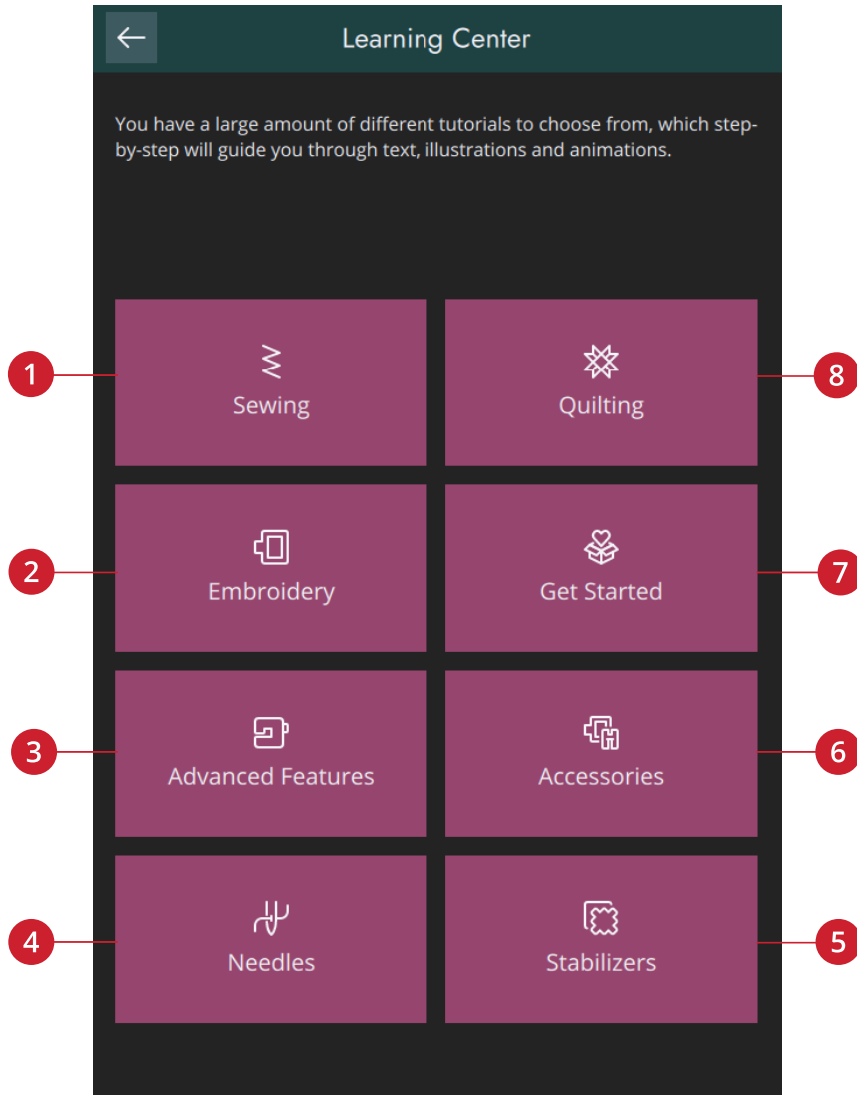 Learning Center
You have a large amount of different tutorials to choose from, which step-
by-step will guide you through text, illustrations and animations.
1
Sewing
Quilting
8
2
Embroidery
Get Started
7
3
Advanced Features
Accessories
6
4
Needles
Stabilizers
5